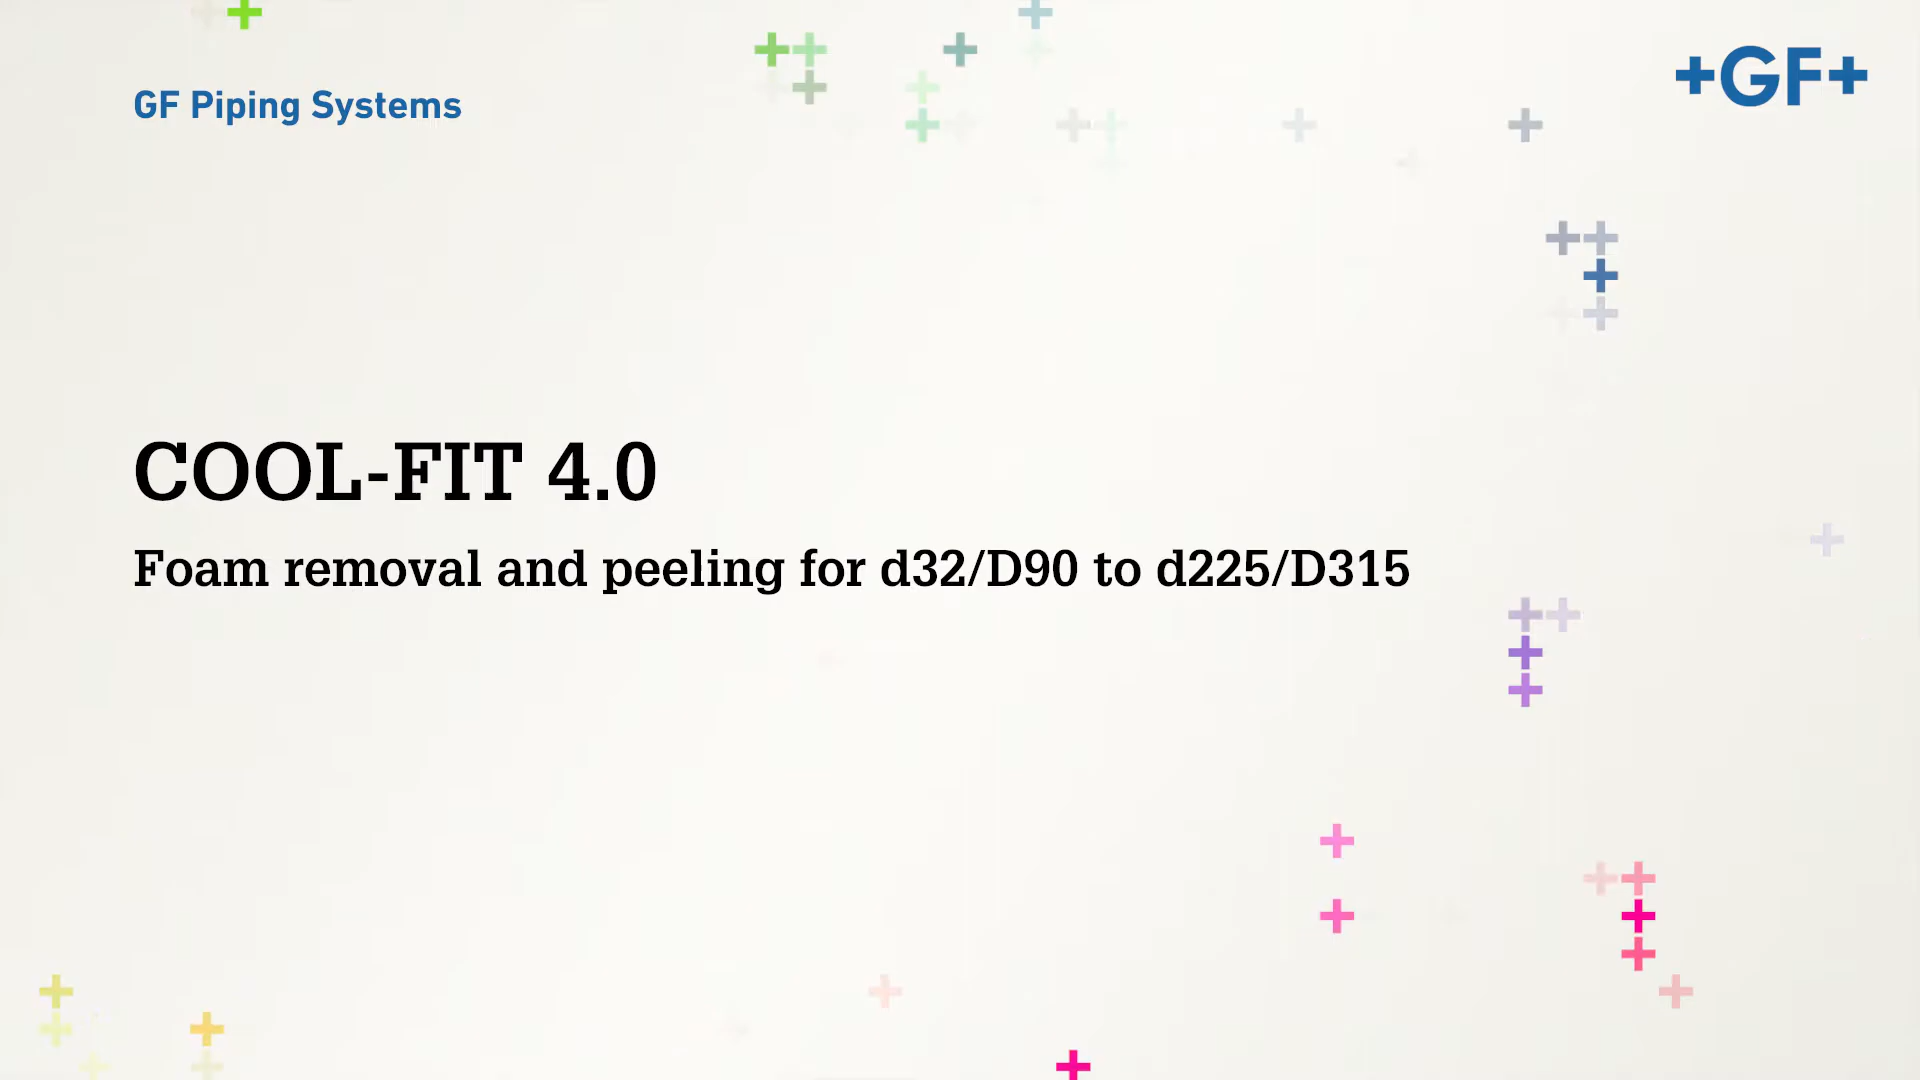 GF Piping Systems
+GF+
COOL-FIT 4.0
Foam removal and peeling for d32/D90 to d225/D315